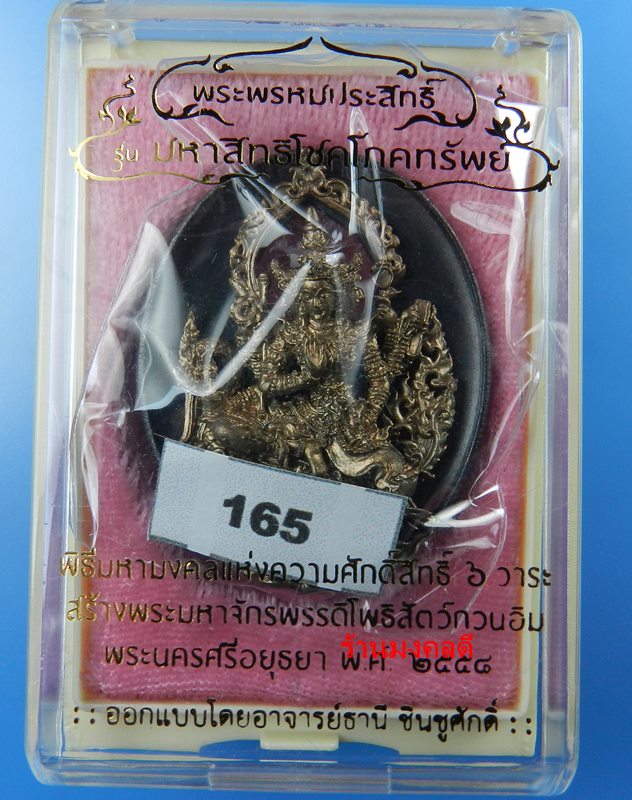 พระพรหมประสิทธิ์
รุ่น มหาสิทธิโชคโภคทรัพย์
165
พิธีมหามงคลแห่งความศักดิ์สิทธิ์ ๖ วาระ
สร้างพระมหาจักรพรรดิโพธิสัตว์กวนอิม
ร้านมงคลดี
พระนครศรีอยุธยา พ.ศ. ๒๕๕๘
: : ออกแบบโดยอาจารย์ธานี ชินชูศักดิ์ : :